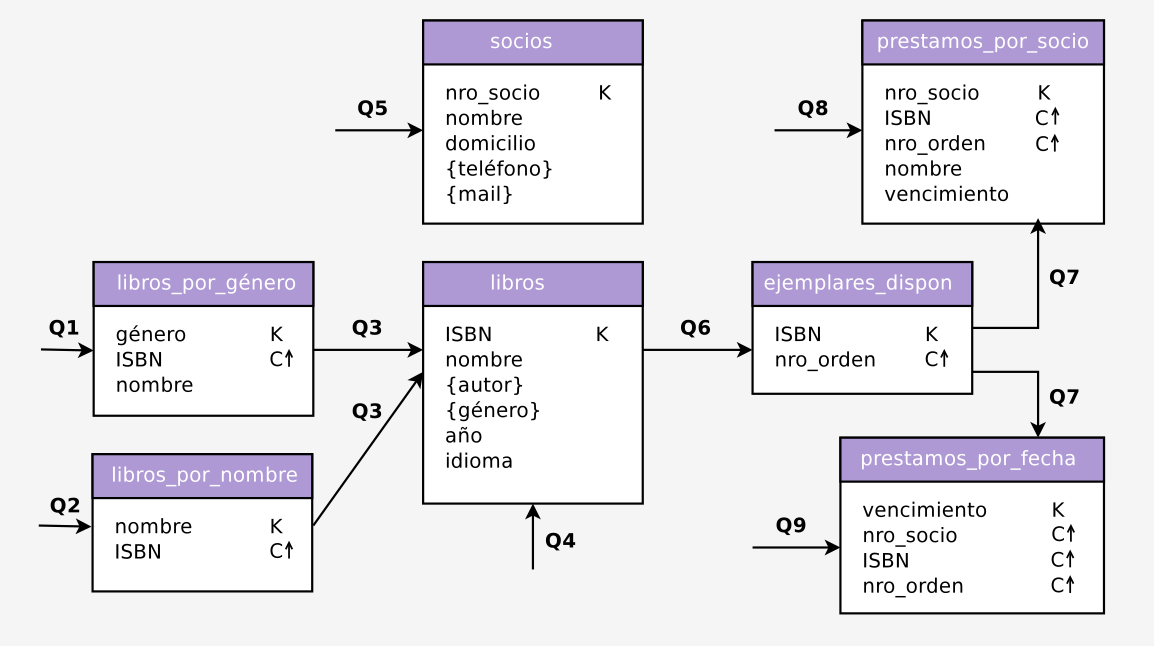 socios
nro_socio K
nombre
domicilio
{teléfono}
{mail}
Q5
prestamos_por_socio
nro_socio K
ISBN C↑
nro_orden C↑
nombre
vencimiento
Q8
libros_por_género
género K
ISBN C↑
nombre
Q1
Q3
libros
ISBN K
nombre
{autor}
{género}
año
idioma
Q6
ejemplares_dispon
ISBN K
nro_orden C↑
Q7
Q3
Q7
libros_por_nombre
nombre K
ISBN C↑
Q2
Q4
prestamos_por_fecha
vencimiento K
nro_socio C↑
ISBN C↑
nro_orden C↑
Q9